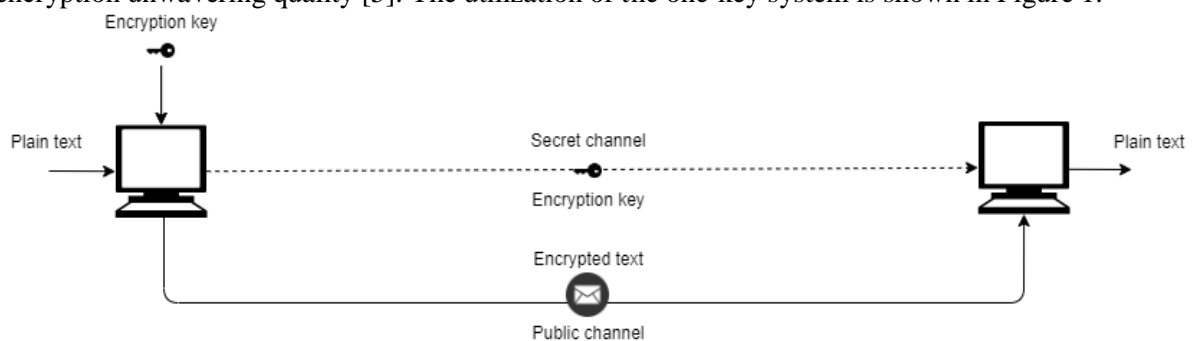 encryption unwavering quality [3]. The utilization of the one-key system is shown in Figure 1.
Encryption key
Plain text
Secret channel
Plain text
Encryption key
Encrypted text
Public channel